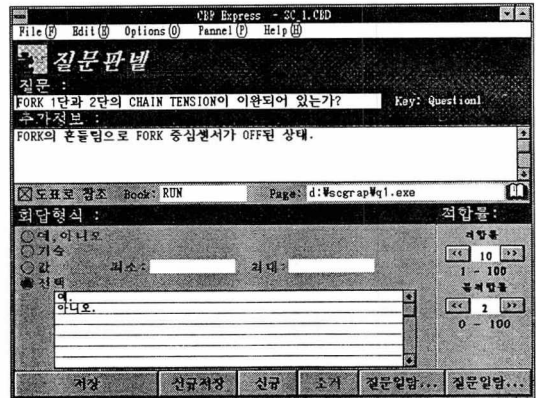 CBP Express - SC_1.CBD
File(F) Edit(E) Options(O) Pannel(P) Help(H)
질문판넬
질문 :
FORK 1단과 2단의 CHAIN TENSION이 이완되어 있는가? Key: Question1
추가정보 :
FORK의 흔들림으로 FORK 중심센서가 OFF된 상태.
도표로 참조 Book: RUN Page: d:₩scgrap₩q1.exe
회답형식 : 적합률:
예,아니오 적합률
기술 << 10 >>
값 최소: 최대: 1 - 100
선택 불적합률
예. << 2 >>
아니오. 0 - 100
저장 신규저장 신규 소거 질문일람... 질문일람...